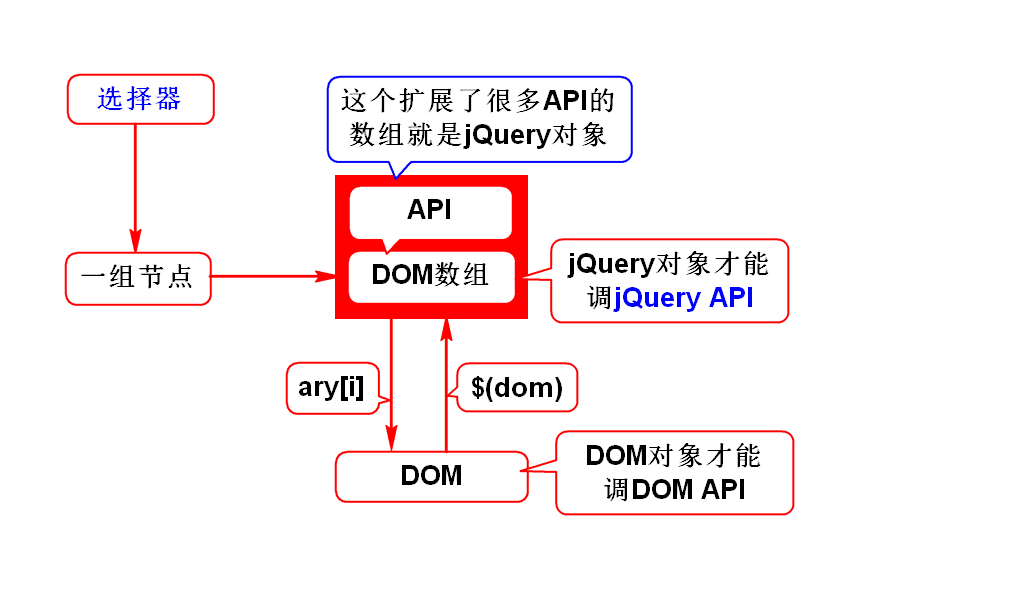 选择器
这个扩展了很多API的
数组就是jQuery对象
API
一组节点
DOM数组
jQuery对象才能
调jQuery API
ary[i]
$(dom)
DOM
DOM对象才能
调DOM API